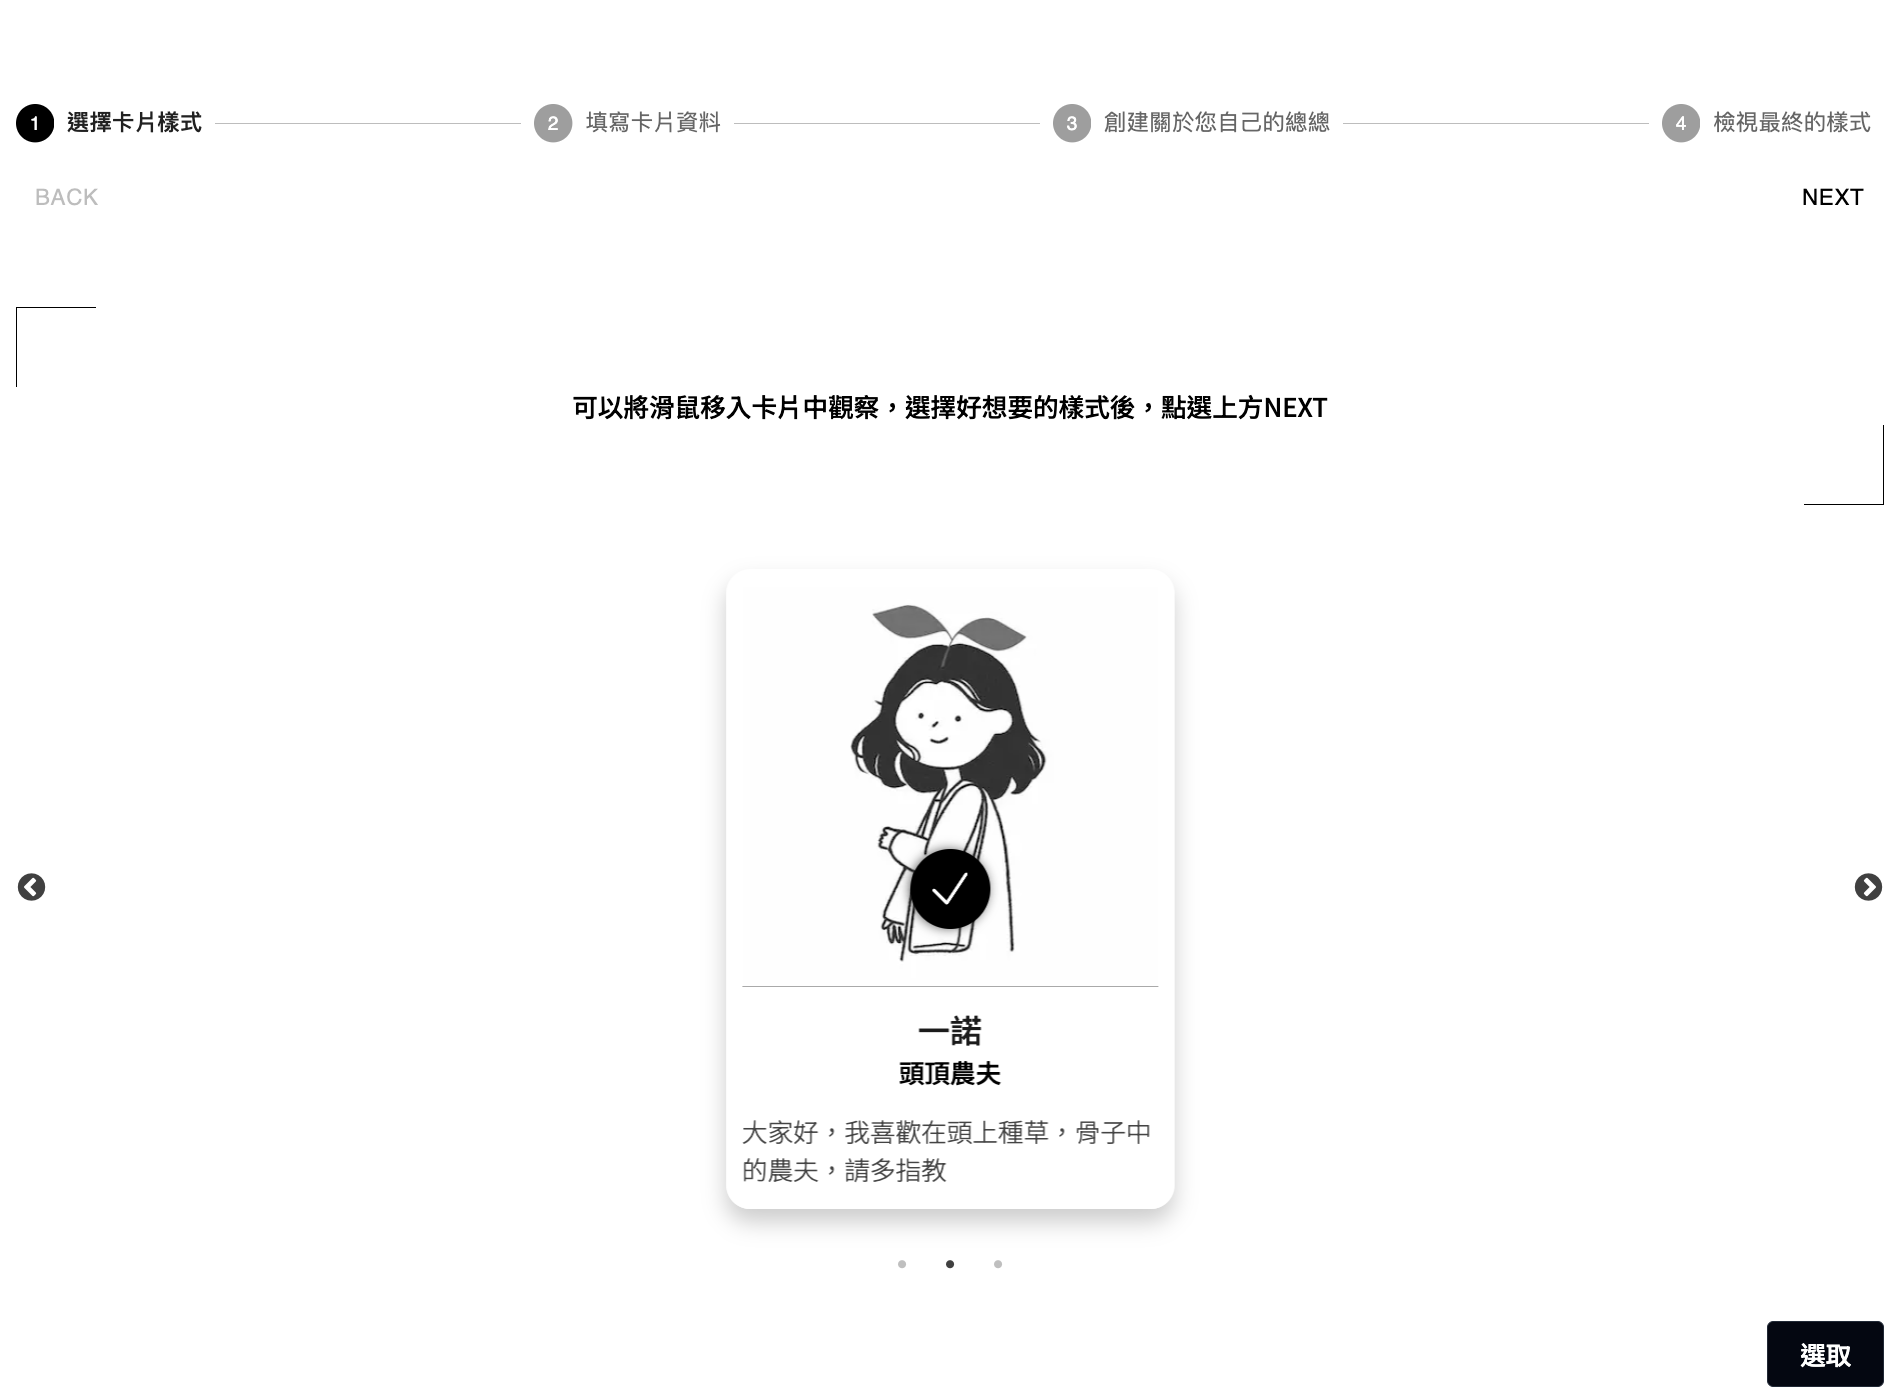 1 選擇卡片樣式
2 填寫卡片資料
3 創建關於您自己的總總
4 檢視最終的樣式
BACK
NEXT
可以將滑鼠移入卡片中觀察，選擇好想要的樣式後，點選上方NEXT
一諾
頭頂農夫
大家好，我喜歡在頭上種草，骨子中
的農夫，請多指教
選取